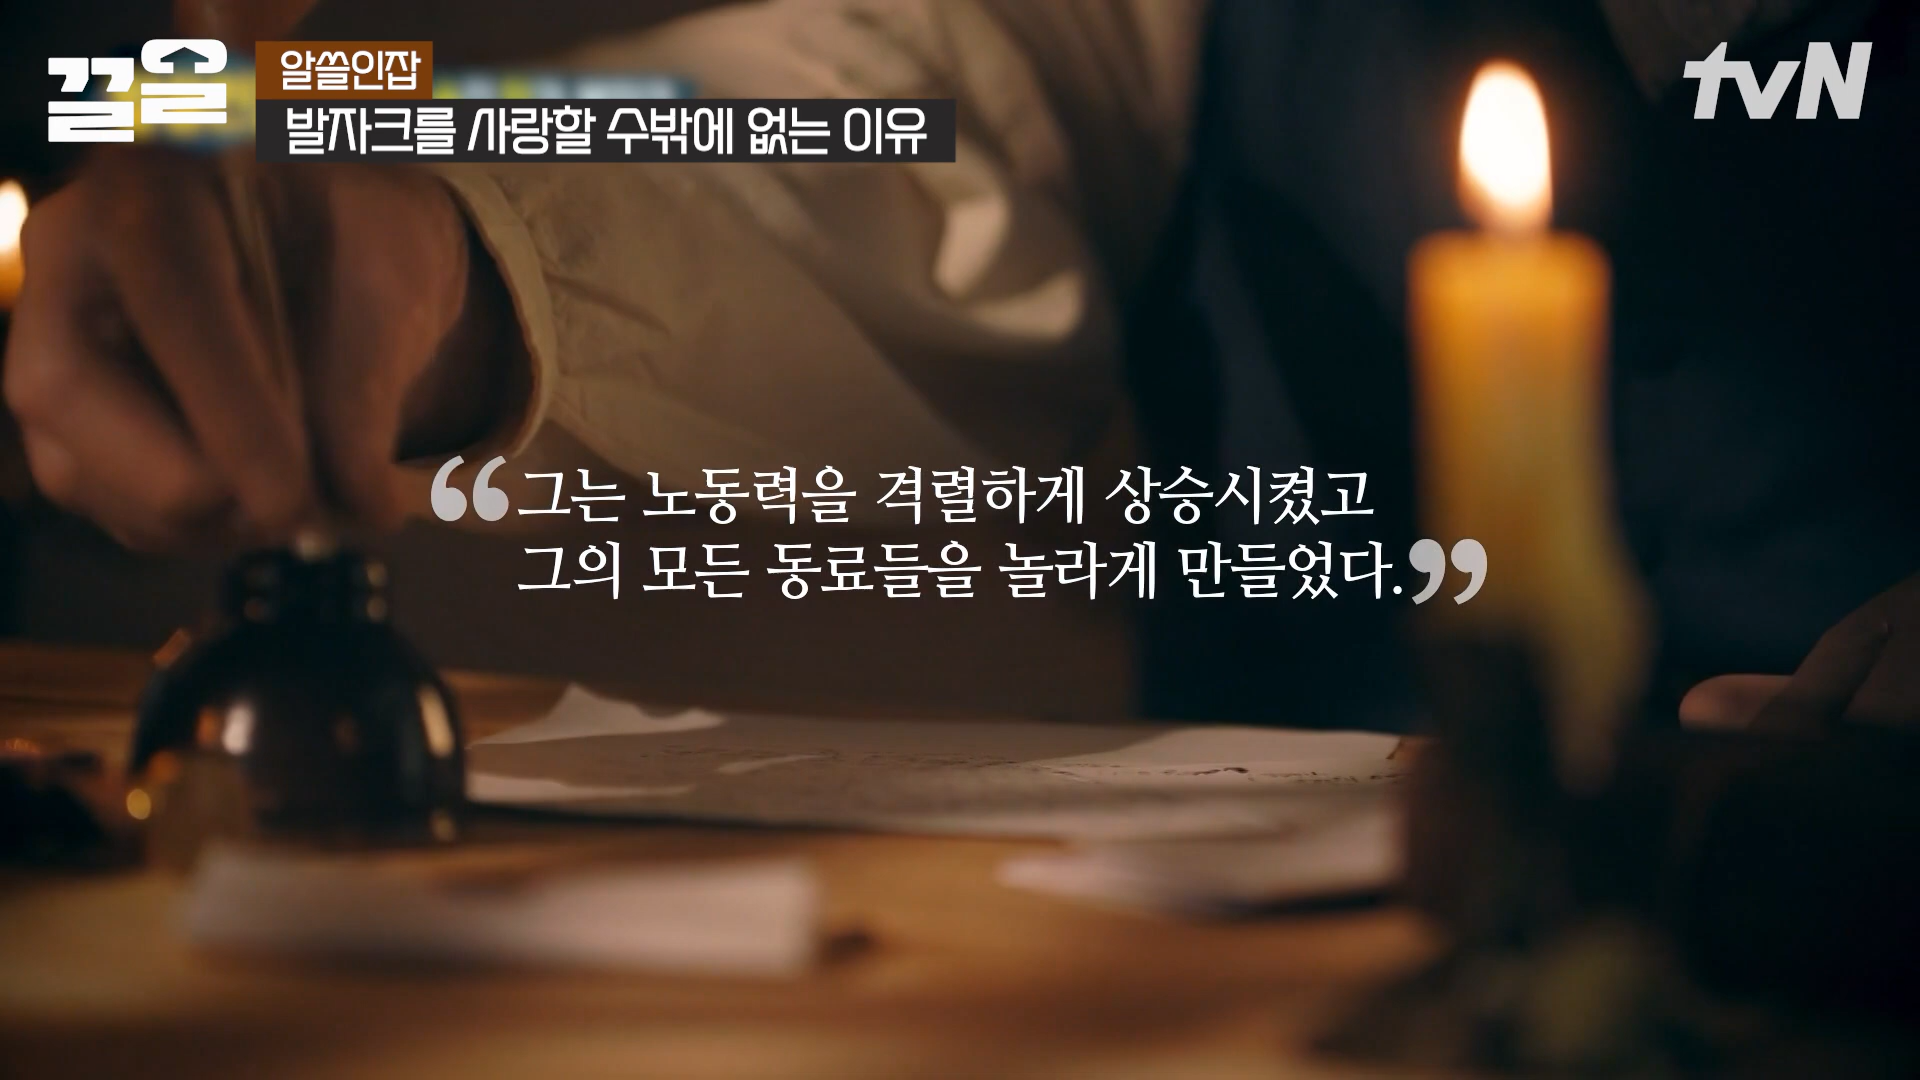 끌올
알쓸인잡
발자크를 사랑할 수밖에 없는 이유
tvN
“그는 노동력을 격렬하게 상승시켰고
그의 모든 동료들을 놀라게 만들었다.”